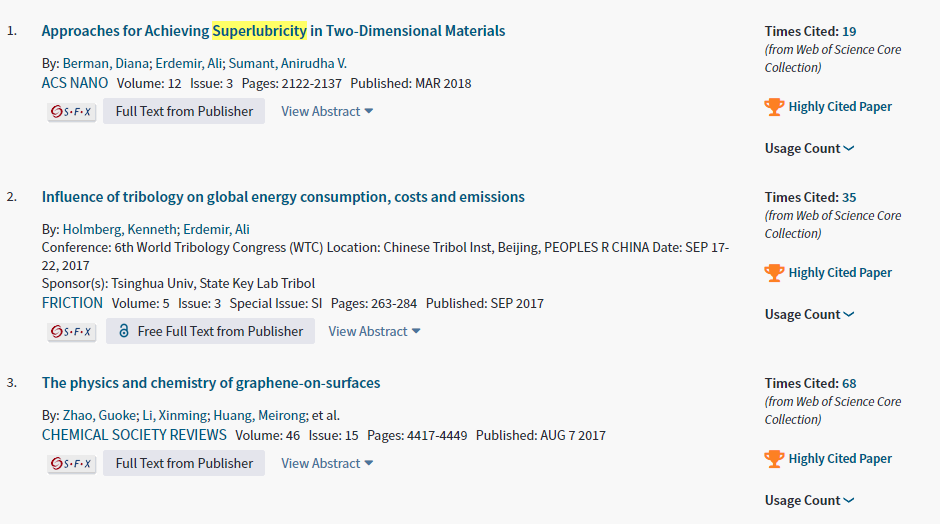 1. Approaches for Achieving Superlubricity in Two-Dimensional Materials
Times Cited: 19
(from Web of Science Core
Collection)
By: Berman, Diana; Erdemir, Ali; Sumant, Anirudha V.
ACS NANO Volume: 12 Issue: 3 Pages: 2122-2137 Published: MAR 2018
S·F·X Full Text from Publisher View Abstract
Highly Cited Paper
Usage Count
2. Influence of tribology on global energy consumption, costs and emissions
Times Cited: 35
(from Web of Science Core
Collection)
By: Holmberg, Kenneth; Erdemir, Ali
Conference: 6th World Tribology Congress (WTC) Location: Chinese Tribol Inst, Beijing, PEOPLES R CHINA Date: SEP 17-
22, 2017
Sponsor(s): Tsinghua Univ, State Key Lab Tribol
FRICTION Volume: 5 Issue: 3 Special Issue: SI Pages: 263-284 Published: SEP 2017
S·F·X Free Full Text from Publisher View Abstract
Highly Cited Paper
Usage Count
3. The physics and chemistry of graphene-on-surfaces
Times Cited: 68
(from Web of Science Core
Collection)
By: Zhao, Guoke; Li, Xinming; Huang, Meirong; et al.
CHEMICAL SOCIETY REVIEWS Volume: 46 Issue: 15 Pages: 4417-4449 Published: AUG 7 2017
S·F·X Full Text from Publisher View Abstract
Highly Cited Paper
Usage Count